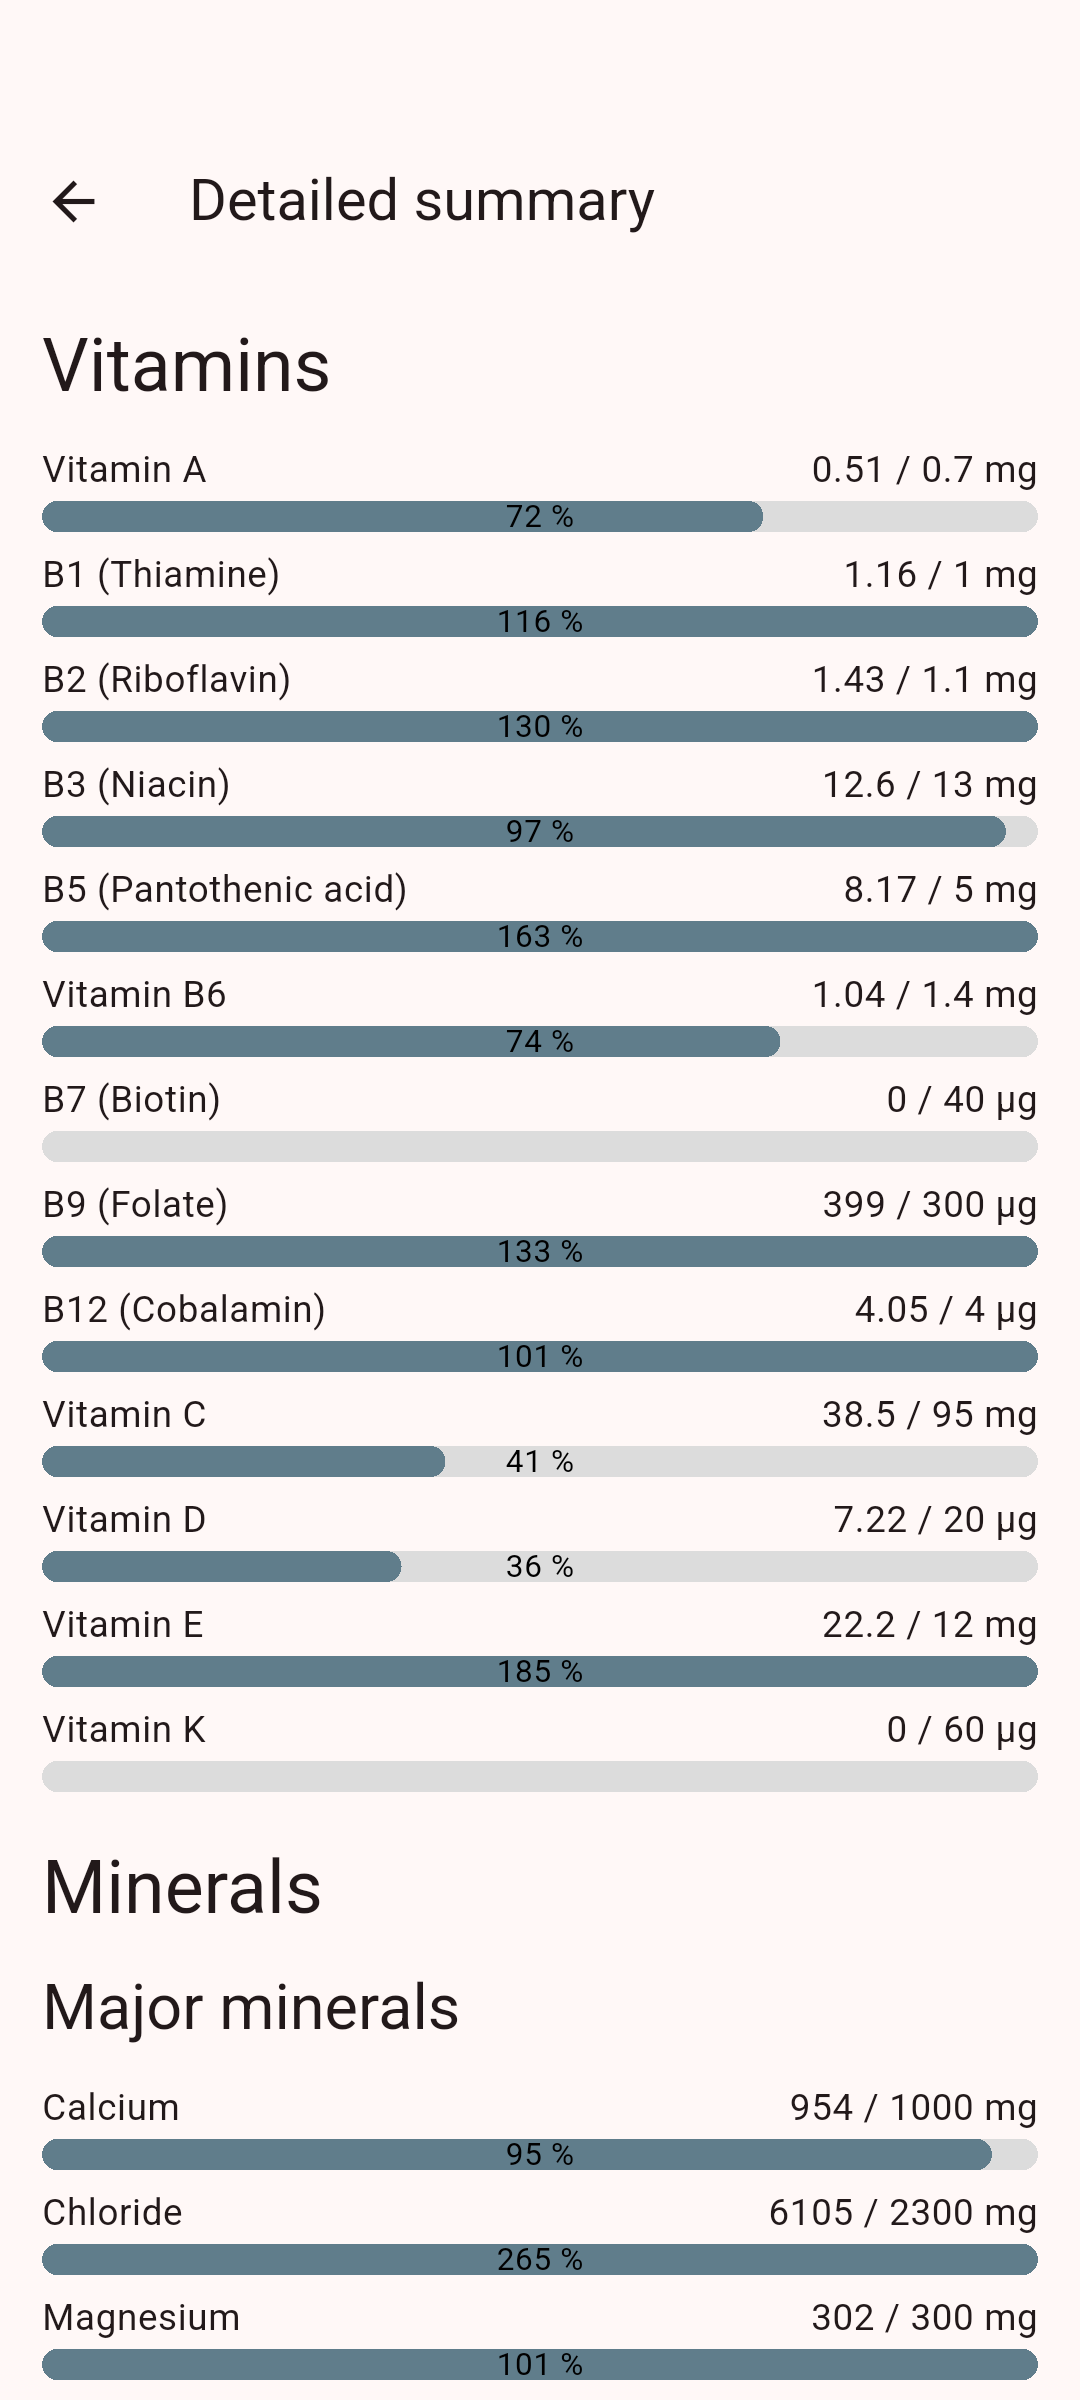 Detailed summary
Vitamins
Vitamin A 0.51 / 0.7 mg
72 %
B1 (Thiamine) 1.16 / 1 mg
116 %
B2 (Riboflavin) 1.43 / 1.1 mg
130 %
B3 (Niacin) 12.6 / 13 mg
97 %
B5 (Pantothenic acid) 8.17 / 5 mg
163 %
Vitamin B6 1.04 / 1.4 mg
74 %
B7 (Biotin) 0 / 40 µg
B9 (Folate) 399 / 300 µg
133 %
B12 (Cobalamin) 4.05 / 4 µg
101 %
Vitamin C 38.5 / 95 mg
41 %
Vitamin D 7.22 / 20 µg
36 %
Vitamin E 22.2 / 12 mg
185 %
Vitamin K 0 / 60 µg
Minerals
Major minerals
Calcium 954 / 1000 mg
95 %
Chloride 6105 / 2300 mg
265 %
Magnesium 302 / 300 mg
101 %